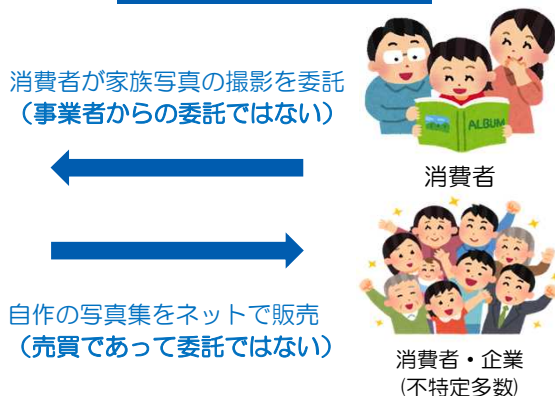 消費者が家族写真の撮影を委託
（事業者からの委託ではない）
ALBUM
消費者
自作の写真集をネットで販売
（売買であって委託ではない）
消費者・企業
(不特定多数)